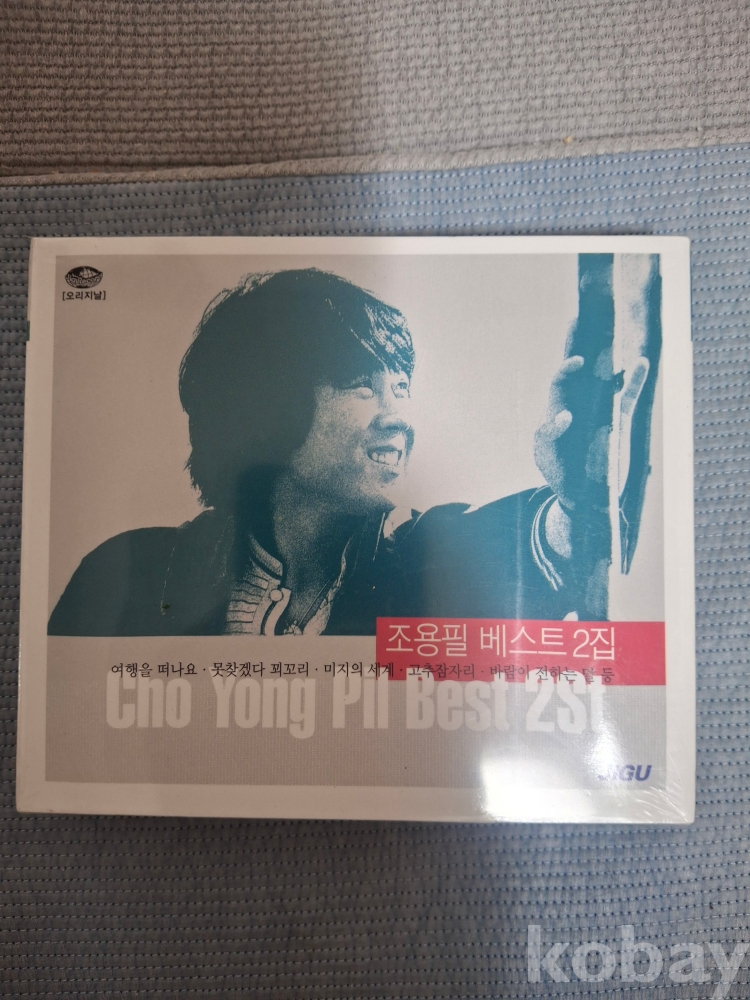 [오리지날]
조용필 베스트 2집
여행을 떠나요 · 못찾겠다 꾀꼬리 · 미지의 세계 · 고추잠자리 · 바람이 전하는 말 등
Cho Yong Pil Best 2St
JIGU
kobay